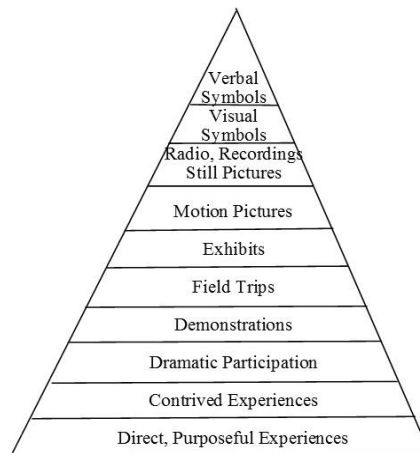 Verbal
Symbols
Visual
Symbols
Radio, Recordings
Still Pictures
Motion Pictures
Exhibits
Field Trips
Demonstrations
Dramatic Participation
Contrived Experiences
Direct, Purposeful Experiences